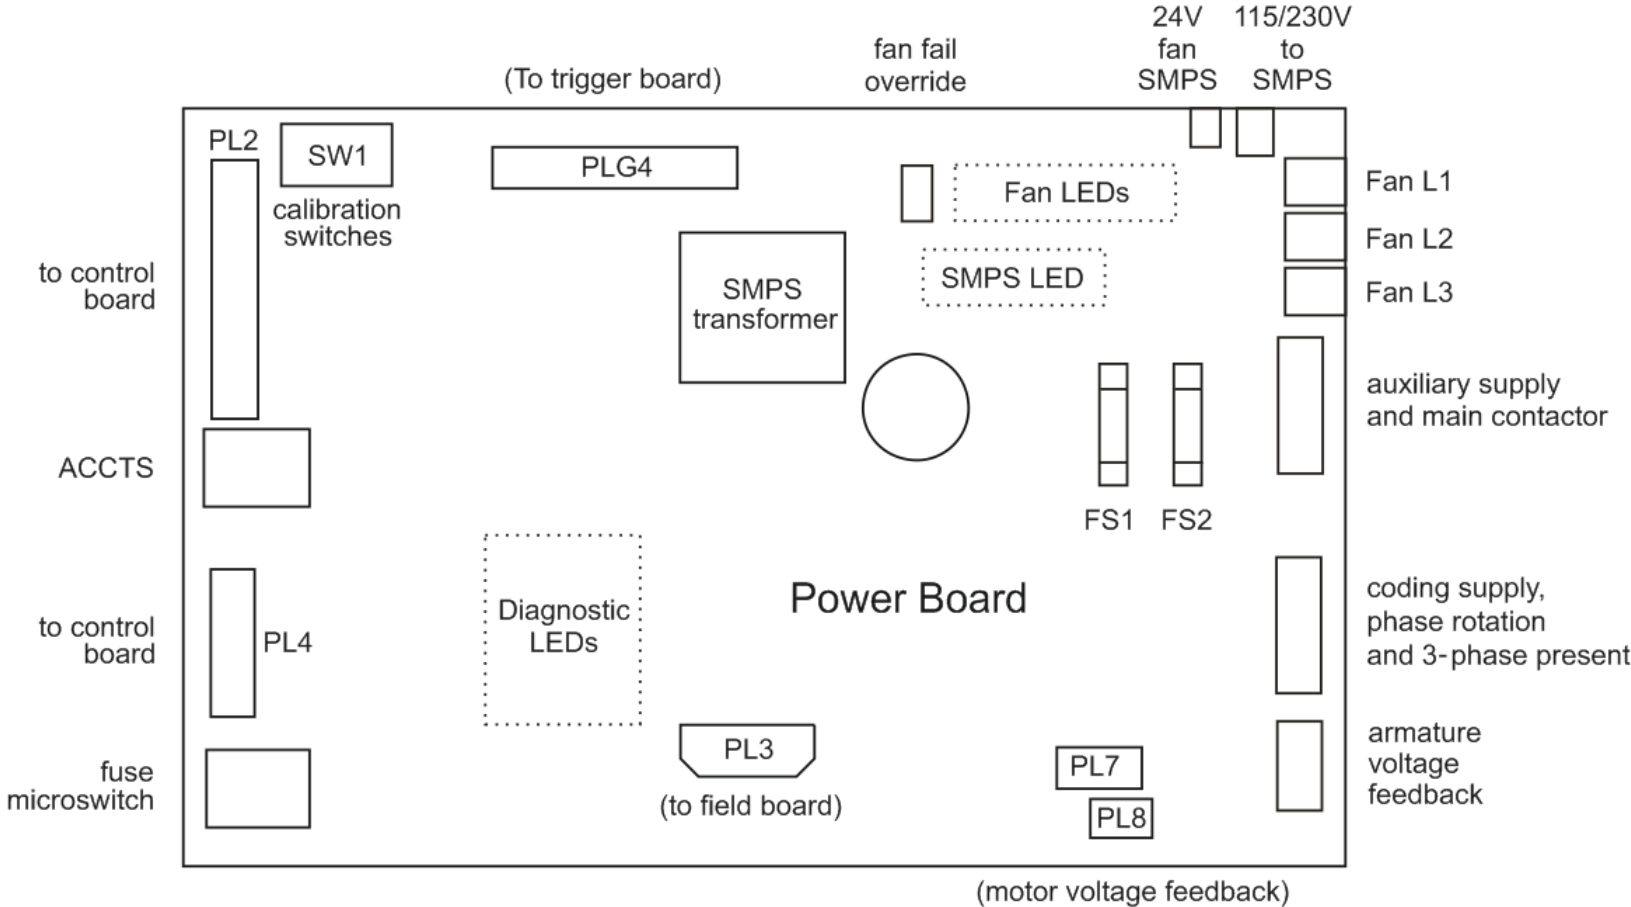 24V
fan
SMPS
115/230V
to
SMPS
fan fail
override
(To trigger board)
PL2
SW1
calibration
switches
PLG4
Fan LEDs
Fan L1
Fan L2
Fan L3
SMPS LED
SMPS
transformer
to control
board
auxiliary supply
and main contactor
ACCTS
FS1
FS2
Diagnostic
LEDs
Power Board
coding supply,
phase rotation
and 3-phase present
to control
board
PL4
fuse
microswitch
PL3
(to field board)
PL7
PL8
armature
voltage
feedback
(motor voltage feedback)